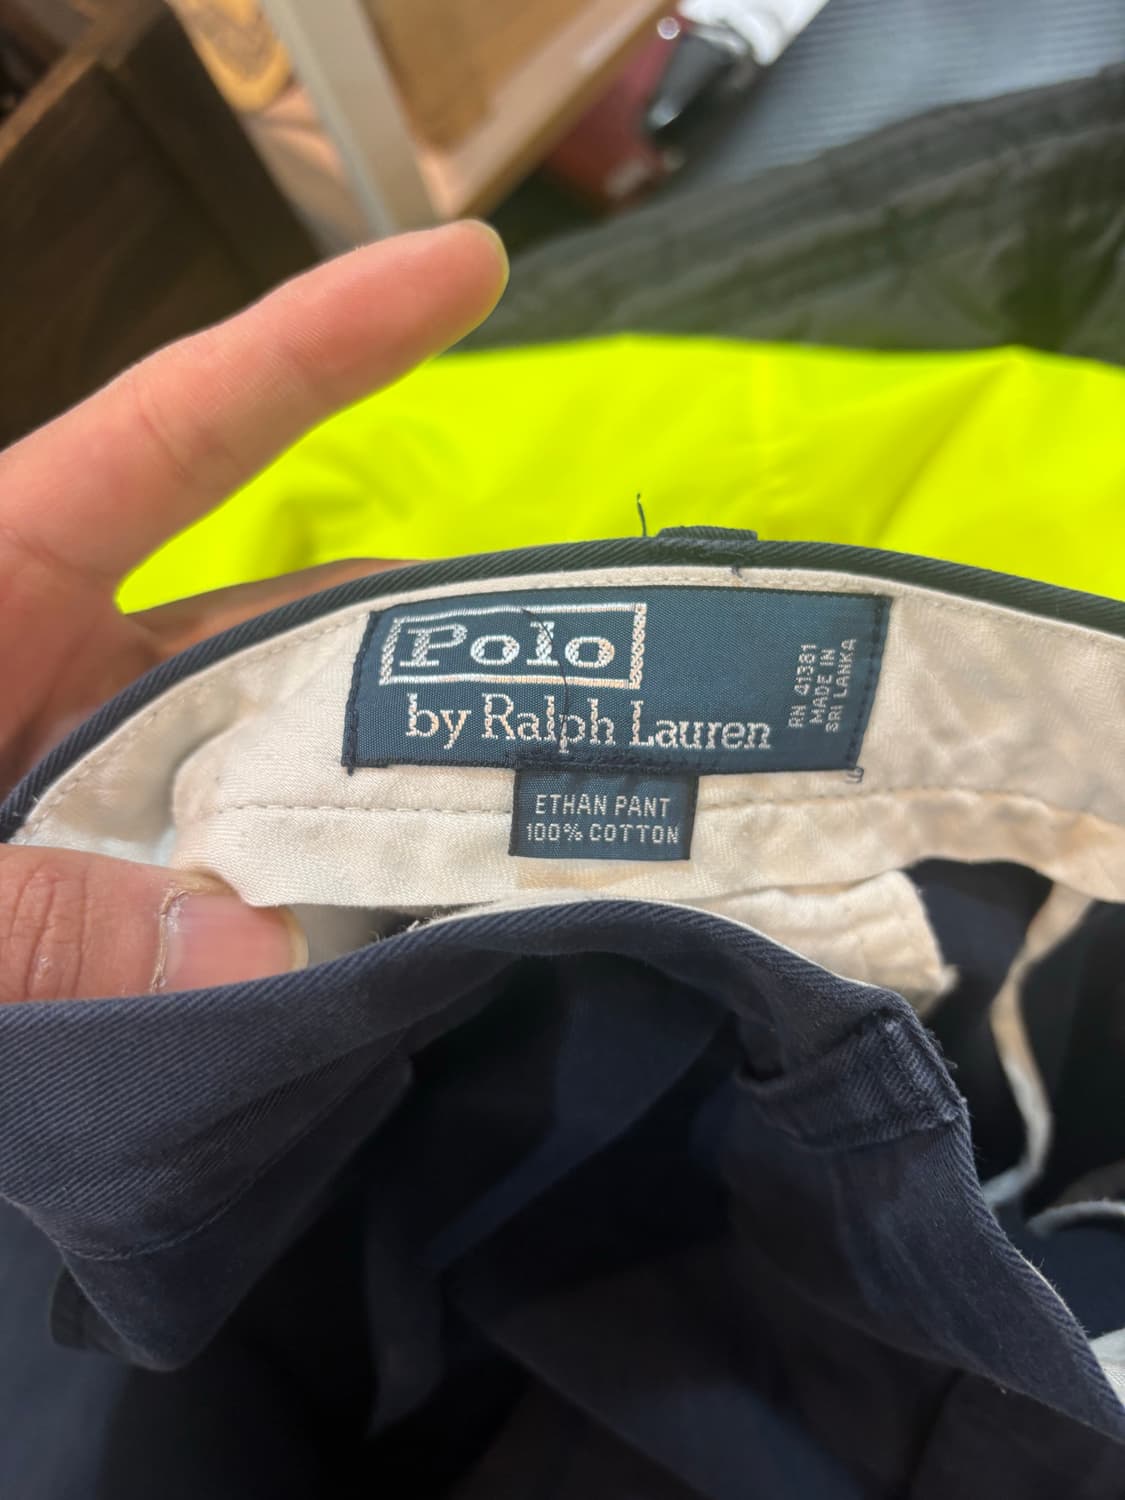 Polo
by Ralph Lauren
RN 41381
MADE IN
SRI LANKA
ETHAN PANT
100% COTTON